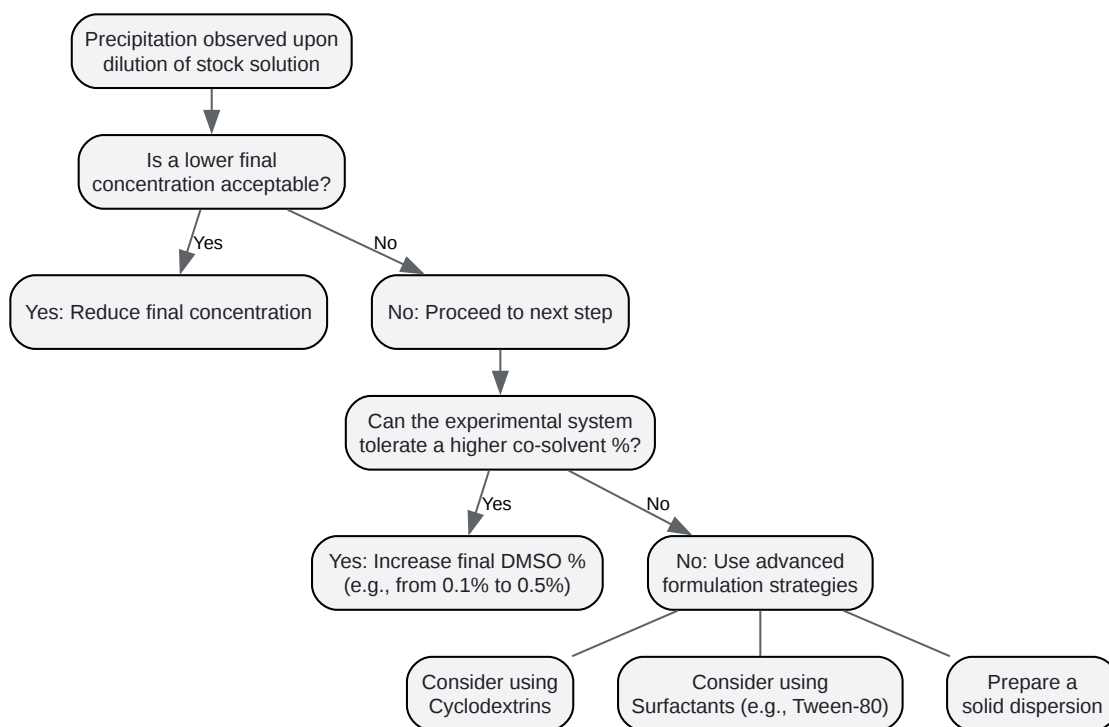 Precipitation observed upon
dilution of stock solution
Is a lower final
concentration acceptable?
Yes
No
Yes: Reduce final concentration
No: Proceed to next step
Can the experimental system
tolerate a higher co-solvent %?
Yes
No
Yes: Increase final DMSO %
(e.g., from 0.1% to 0.5%)
No: Use advanced
formulation strategies
Consider using
Cyclodextrins
Consider using
Surfactants (e.g., Tween-80)
Prepare a
solid dispersion